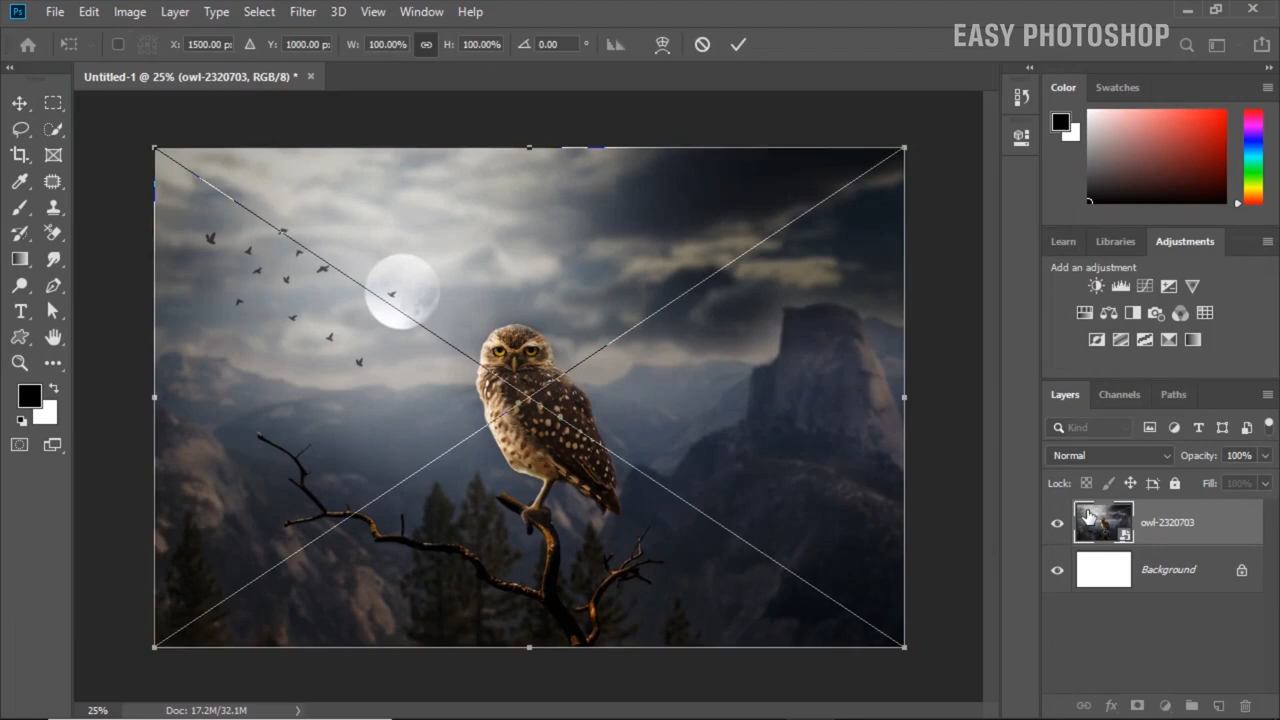 Ps File Edit Image Layer Type Select Filter 3D View Window Help
EASY PHOTOSHOP
X: 1500.00 p: Y: 1000.00 p: W: 100.00% H: 100.00% 0.00 °
Untitled-1 @ 25% (owl-2320703, RGB/8) * ×
Color Swatches
Learn Libraries Adjustments
Add an adjustment
Layers Channels Paths
Kind
Normal Opacity: 100%
Lock: Fill: 100%
owl-2320703
Background
25% Doc: 17.2M/32.1M